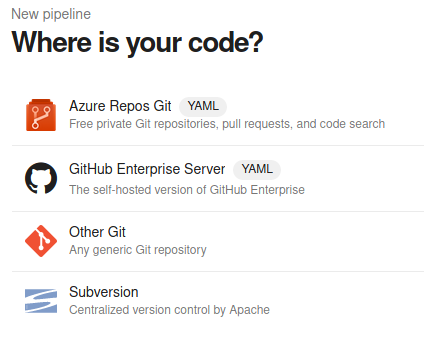 New pipeline
Where is your code?
Azure Repos Git YAML
Free private Git repositories, pull requests, and code search
GitHub Enterprise Server YAML
The self-hosted version of GitHub Enterprise
Other Git
Any generic Git repository
Subversion
Centralized version control by Apache